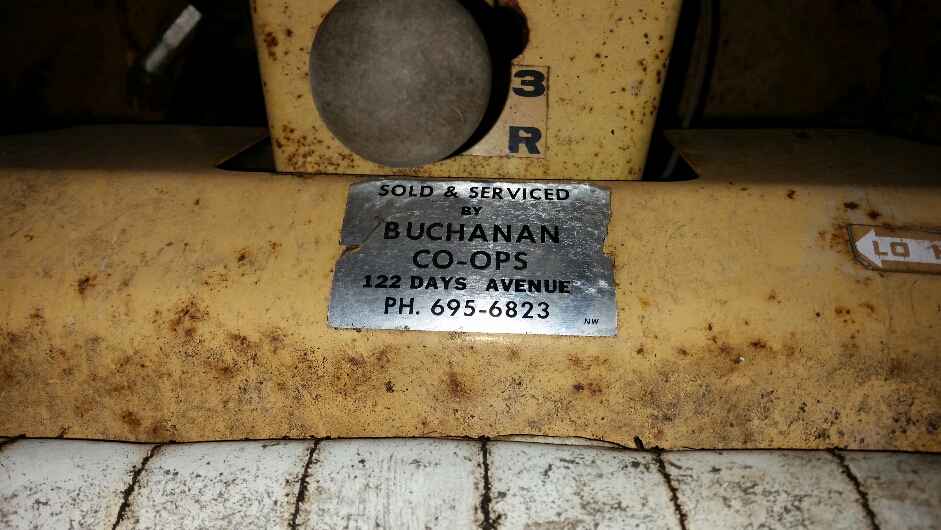 3
R
SOLD & SERVICED
BY
BUCHANAN
CO-OPS
122 DAYS AVENUE
PH. 695-6823
NW
LO